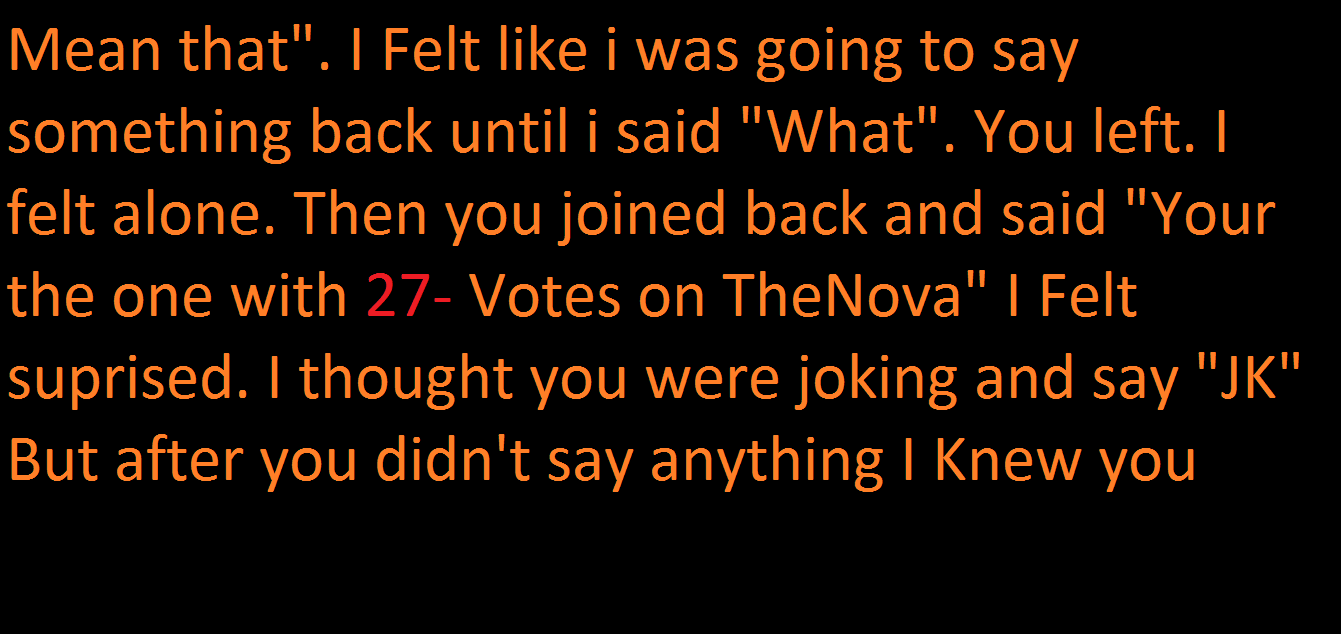 Mean that". I Felt like i was going to say
something back until i said "What". You left. I
felt alone. Then you joined back and said "Your
the one with 27- Votes on TheNova" I Felt
suprised. I thought you were joking and say "JK"
But after you didn't say anything I Knew you